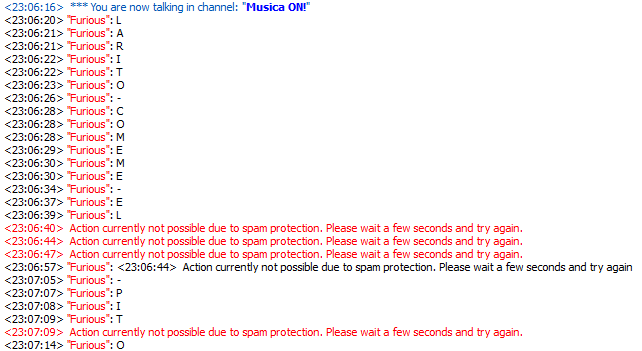 <23:06:16> *** You are now talking in channel: "Musica ON!"
<23:06:20> "Furious": L
<23:06:21> "Furious": A
<23:06:21> "Furious": R
<23:06:22> "Furious": I
<23:06:22> "Furious": T
<23:06:23> "Furious": O
<23:06:26> "Furious": -
<23:06:28> "Furious": C
<23:06:28> "Furious": O
<23:06:28> "Furious": M
<23:06:29> "Furious": E
<23:06:30> "Furious": M
<23:06:30> "Furious": E
<23:06:34> "Furious": -
<23:06:37> "Furious": E
<23:06:39> "Furious": L
<23:06:40> Action currently not possible due to spam protection. Please wait a few seconds and try again.
<23:06:44> Action currently not possible due to spam protection. Please wait a few seconds and try again.
<23:06:47> Action currently not possible due to spam protection. Please wait a few seconds and try again.
<23:06:57> "Furious": <23:06:44> Action currently not possible due to spam protection. Please wait a few seconds and try again
<23:07:05> "Furious": -
<23:07:07> "Furious": P
<23:07:08> "Furious": I
<23:07:09> "Furious": T
<23:07:09> Action currently not possible due to spam protection. Please wait a few seconds and try again.
<23:07:14> "Furious": O